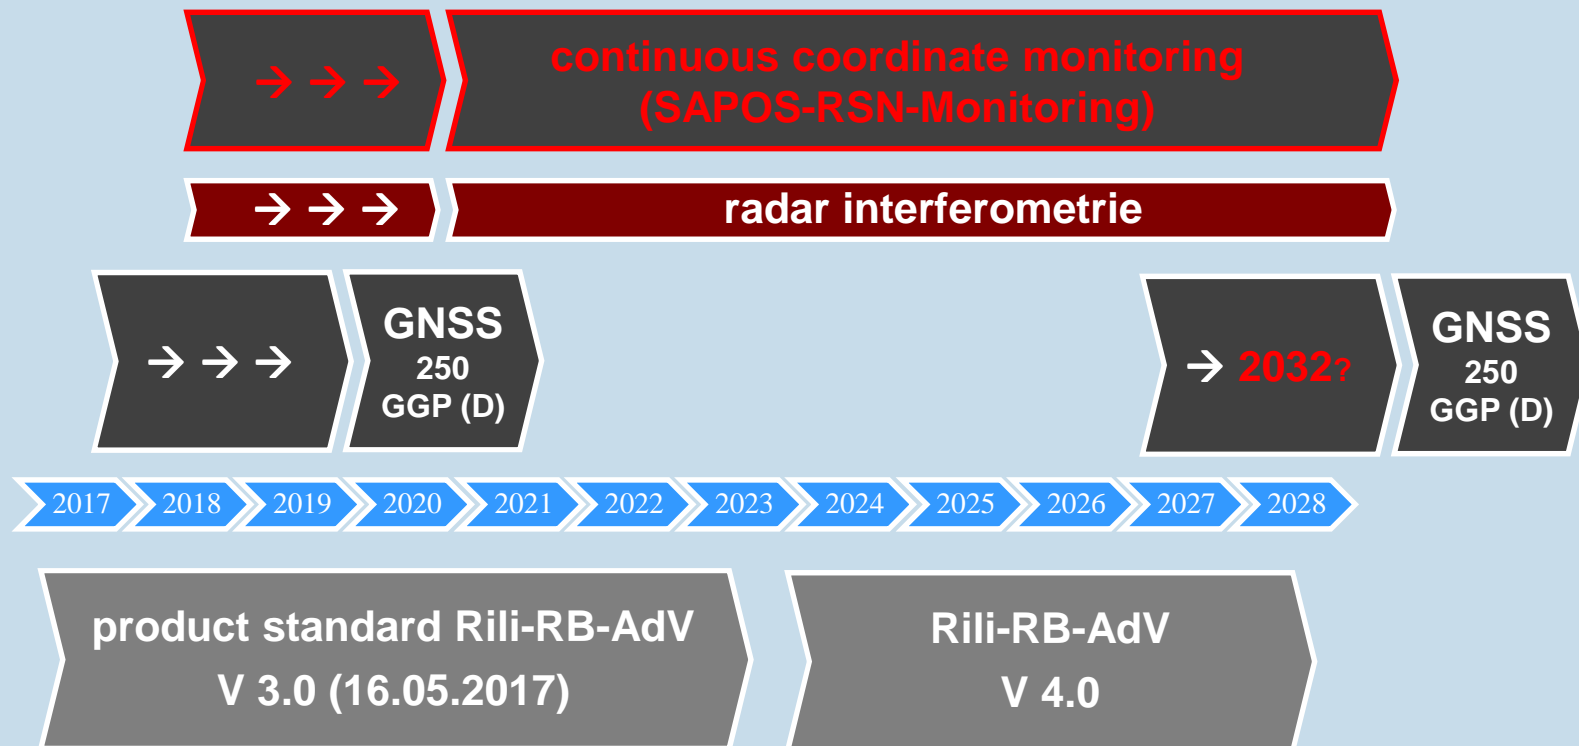 → → →
continuous coordinate monitoring
(SAPOS-RSN-Monitoring)
→ → →
radar interferometrie
→ → →
GNSS
250
GGP (D)
→ 2032?
GNSS
250
GGP (D)
2017 2018 2019 2020 2021 2022 2023 2024 2025 2026 2027 2028
product standard Rili-RB-AdV
V 3.0 (16.05.2017)
Rili-RB-AdV
V 4.0